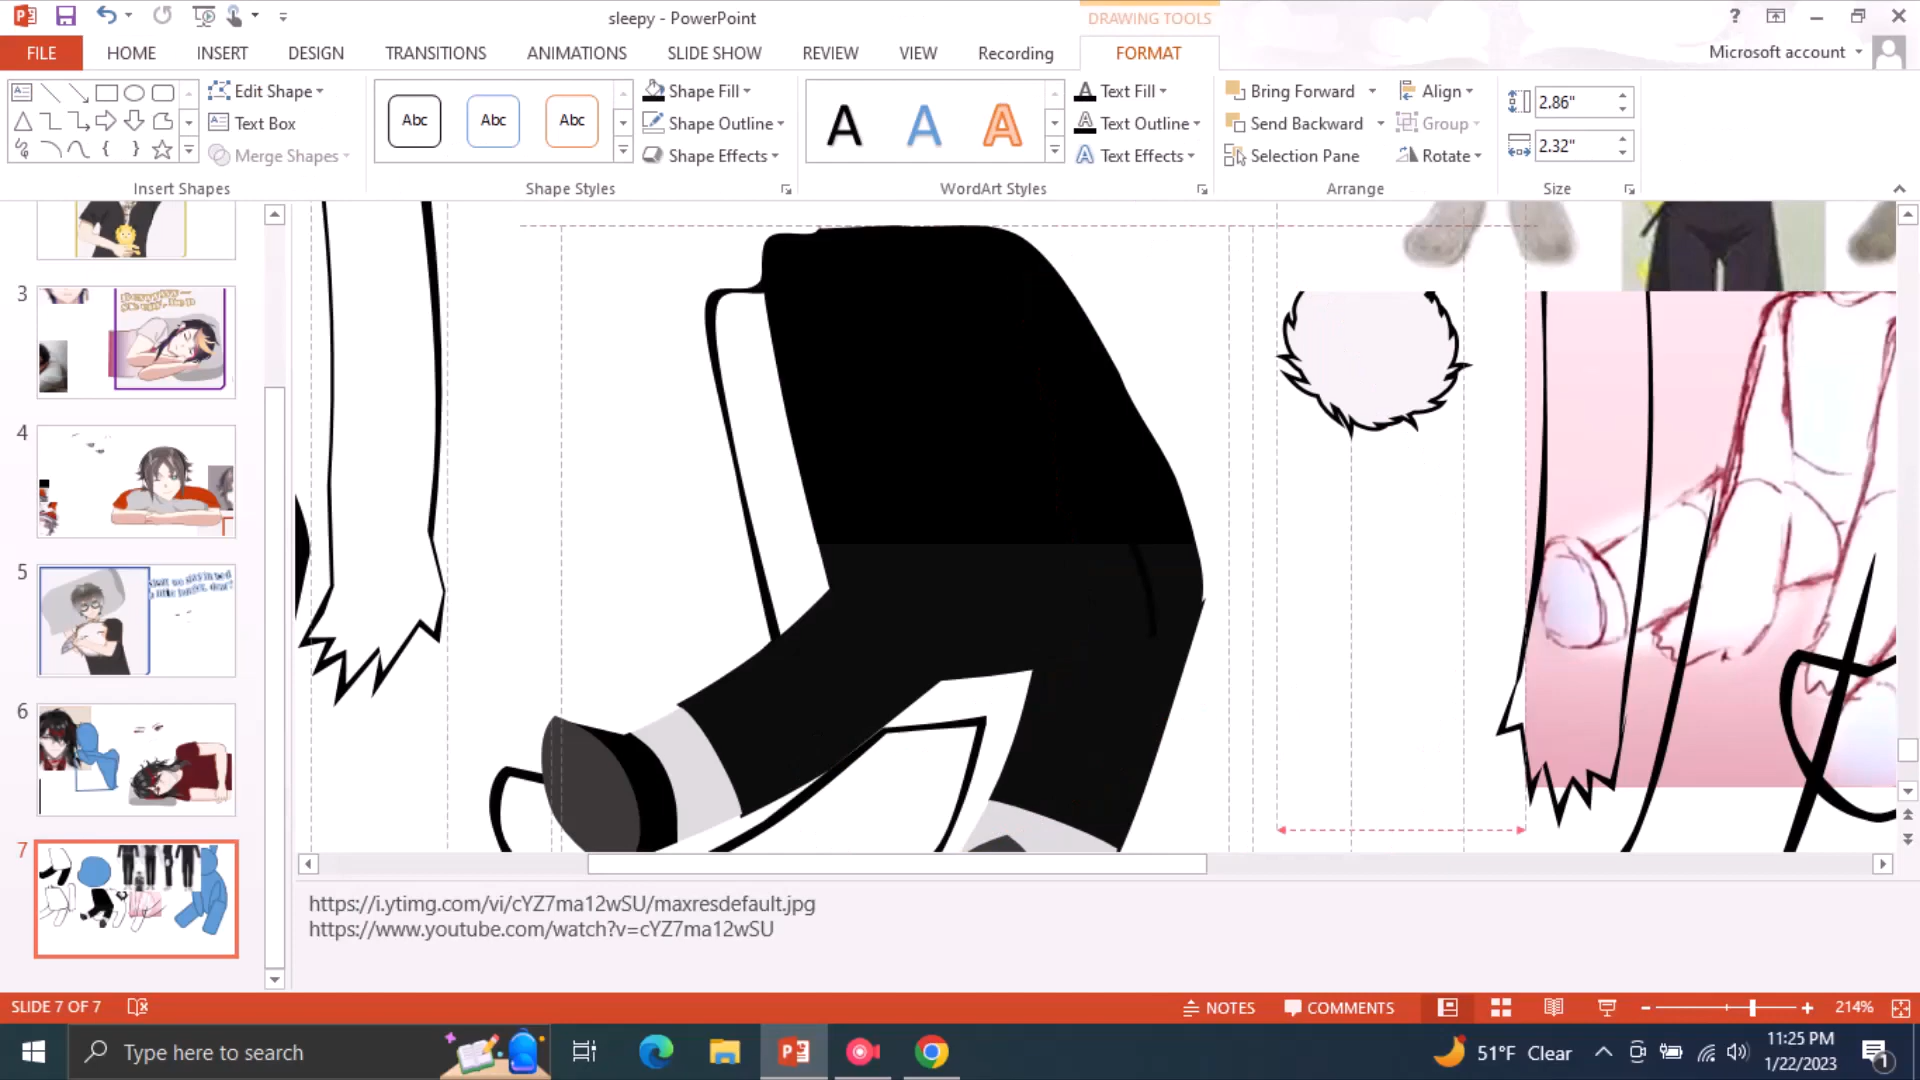 sleepy - PowerPoint
DRAWING TOOLS
?
FILE
HOME
INSERT
DESIGN
TRANSITIONS
ANIMATIONS
SLIDE SHOW
REVIEW
VIEW
Recording
FORMAT
Microsoft account
Edit Shape
Text Box
Merge Shapes
Insert Shapes
Abc
Abc
Abc
Shape Fill
Shape Outline
Shape Effects
Shape Styles
A
A
A
Text Fill
Text Outline
Text Effects
WordArt Styles
Bring Forward
Send Backward
Selection Pane
Align
Group
Rotate
Arrange
2.86"
2.32"
Size
3
4
5
6
7
https://i.ytimg.com/vi/cYZ7ma12wSU/maxresdefault.jpg
https://www.youtube.com/watch?v=cYZ7ma12wSU
SLIDE 7 OF 7
NOTES
COMMENTS
214%
Type here to search
51°F Clear
11:25 PM
1/22/2023
1